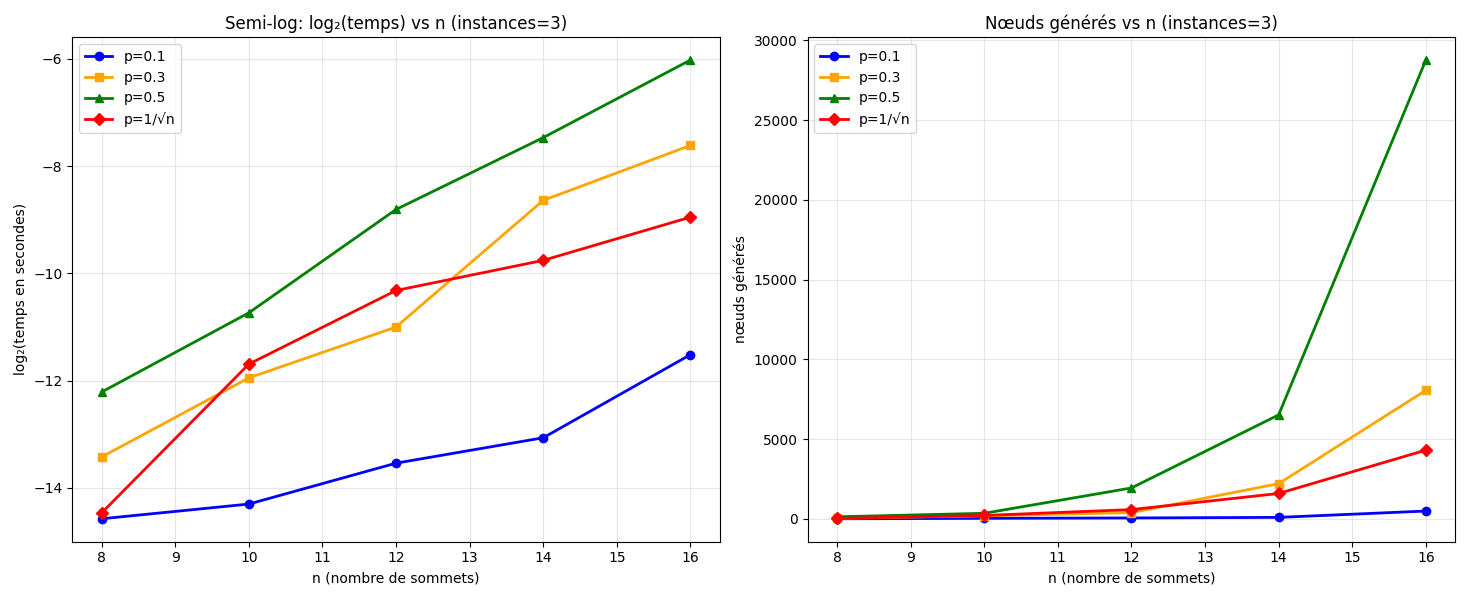 Semi-log: log₂(temps) vs n (instances=3)
p=0.1
p=0.3
p=0.5
p=1/√n
−6
−8
−10
−12
−14
log₂(temps en secondes)
8
9
10
11
12
13
14
15
16
n (nombre de sommets)
Nœuds générés vs n (instances=3)
p=0.1
p=0.3
p=0.5
p=1/√n
30000
25000
20000
15000
10000
5000
0
nœuds générés
8
9
10
11
12
13
14
15
16
n (nombre de sommets)